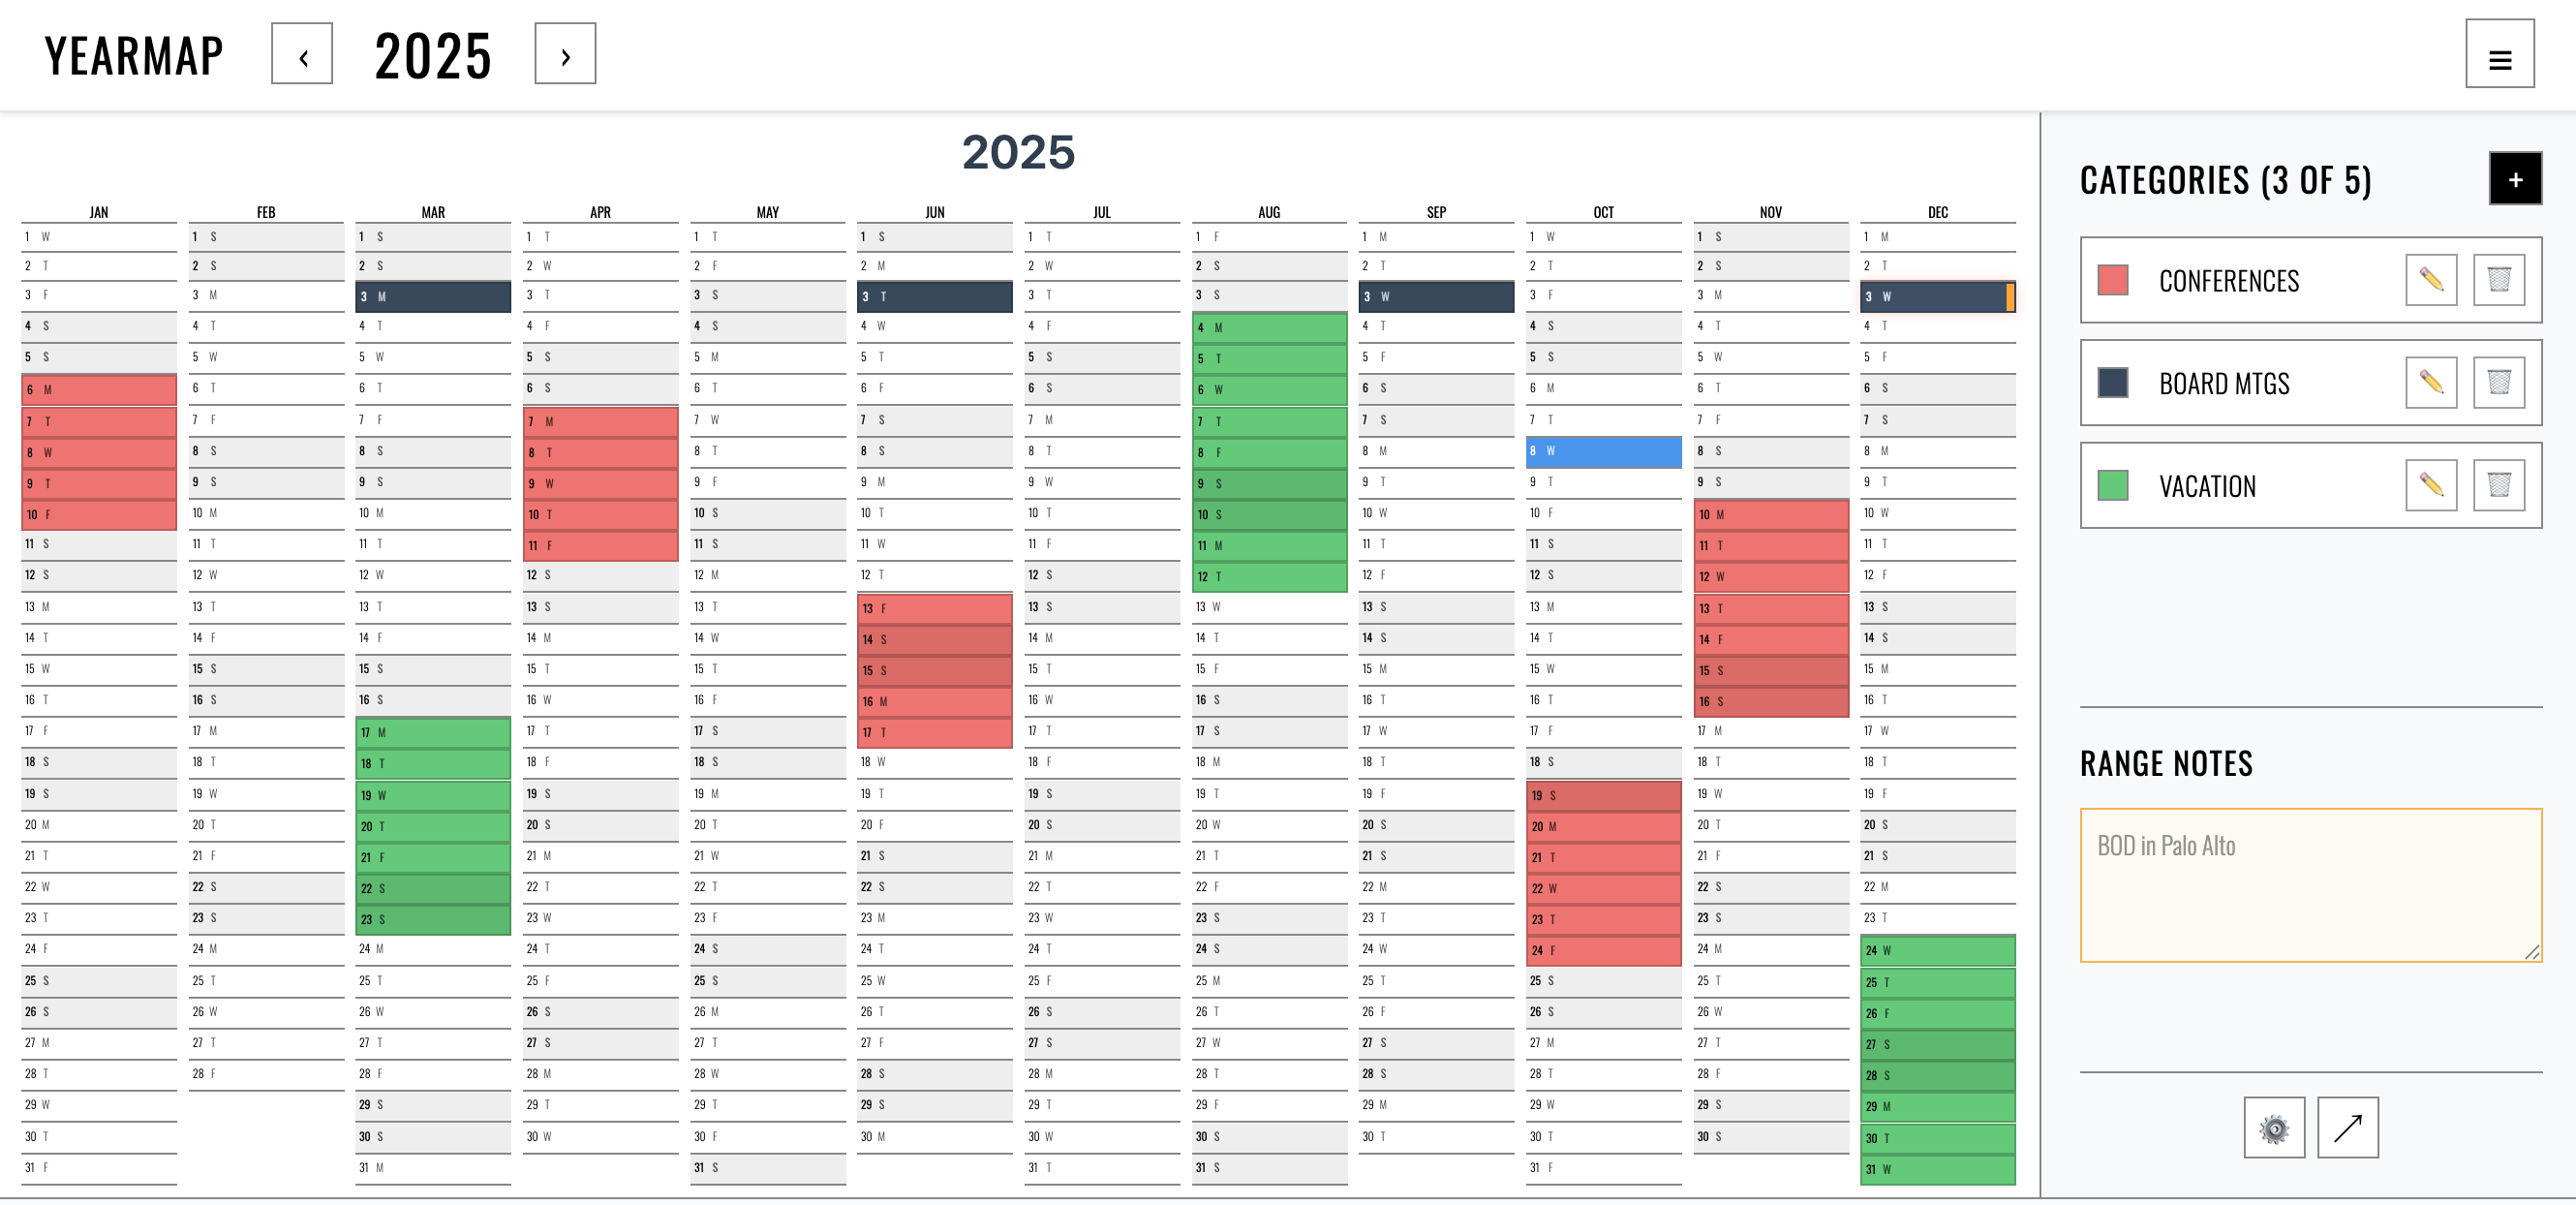 YEARMAP ‹ 2025 ›
2025
JAN FEB MAR APR MAY JUN JUL AUG SEP OCT NOV DEC
1 W 1 S 1 S 1 T 1 T 1 S 1 T 1 F 1 M 1 W 1 S 1 M
2 T 2 S 2 S 2 W 2 F 2 M 2 W 2 S 2 T 2 T 2 S 2 T
3 F 3 M 3 M 3 T 3 S 3 T 3 T 3 S 3 W 3 F 3 M 3 W
4 S 4 T 4 T 4 F 4 S 4 W 4 F 4 M 4 T 4 S 4 T 4 T
5 S 5 W 5 W 5 S 5 M 5 T 5 S 5 T 5 F 5 S 5 W 5 F
6 M 6 T 6 T 6 S 6 T 6 F 6 S 6 W 6 S 6 M 6 T 6 S
7 T 7 F 7 F 7 M 7 W 7 S 7 M 7 T 7 S 7 T 7 F 7 S
8 W 8 S 8 S 8 T 8 T 8 S 8 T 8 F 8 M 8 W 8 S 8 M
9 T 9 S 9 S 9 W 9 F 9 M 9 W 9 S 9 T 9 T 9 S 9 T
10 F 10 M 10 M 10 T 10 S 10 T 10 T 10 S 10 W 10 F 10 M 10 W
11 S 11 T 11 T 11 F 11 S 11 W 11 F 11 M 11 T 11 S 11 T 11 T
12 S 12 W 12 W 12 S 12 M 12 T 12 S 12 T 12 F 12 S 12 W 12 F
13 M 13 T 13 T 13 S 13 T 13 F 13 S 13 W 13 S 13 M 13 T 13 S
14 T 14 F 14 F 14 M 14 W 14 S 14 M 14 T 14 S 14 T 14 F 14 S
15 W 15 S 15 S 15 T 15 T 15 S 15 T 15 F 15 M 15 W 15 S 15 M
16 T 16 S 16 S 16 W 16 F 16 M 16 W 16 S 16 T 16 T 16 S 16 T
17 F 17 M 17 M 17 T 17 S 17 T 17 T 17 S 17 W 17 F 17 M 17 W
18 S 18 T 18 T 18 F 18 S 18 W 18 F 18 M 18 T 18 S 18 T 18 T
19 S 19 W 19 W 19 S 19 M 19 T 19 S 19 T 19 F 19 S 19 W 19 F
20 M 20 T 20 T 20 S 20 T 20 F 20 S 20 W 20 S 20 M 20 T 20 S
21 T 21 F 21 F 21 M 21 W 21 S 21 M 21 T 21 S 21 T 21 F 21 S
22 W 22 S 22 S 22 T 22 T 22 S 22 T 22 F 22 M 22 W 22 S 22 M
23 T 23 S 23 S 23 W 23 F 23 M 23 W 23 S 23 T 23 T 23 S 23 T
24 F 24 M 24 M 24 T 24 S 24 T 24 T 24 S 24 W 24 F 24 M 24 W
25 S 25 T 25 T 25 F 25 S 25 W 25 F 25 M 25 T 25 S 25 T 25 T
26 S 26 W 26 W 26 S 26 M 26 T 26 S 26 T 26 F 26 S 26 W 26 F
27 M 27 T 27 T 27 S 27 T 27 F 27 S 27 W 27 S 27 M 27 T 27 S
28 T 28 F 28 F 28 M 28 W 28 S 28 M 28 T 28 S 28 T 28 F 28 S
29 W 29 S 29 T 29 T 29 S 29 T 29 F 29 M 29 W 29 S 29 M
30 T 30 S 30 W 30 F 30 M 30 W 30 S 30 T 30 T 30 S 30 T
31 F 31 M 31 S 31 T 31 S 31 F 31 W
CATEGORIES (3 OF 5) +
CONFERENCES
BOARD MTGS
VACATION
RANGE NOTES
BOD in Palo Alto